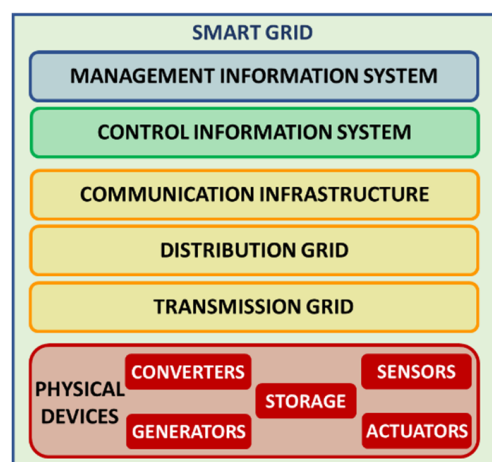 SMART GRID
MANAGEMENT INFORMATION SYSTEM
CONTROL INFORMATION SYSTEM
COMMUNICATION INFRASTRUCTURE
DISTRIBUTION GRID
TRANSMISSION GRID
PHYSICAL
DEVICES
CONVERTERS
SENSORS
STORAGE
GENERATORS
ACTUATORS